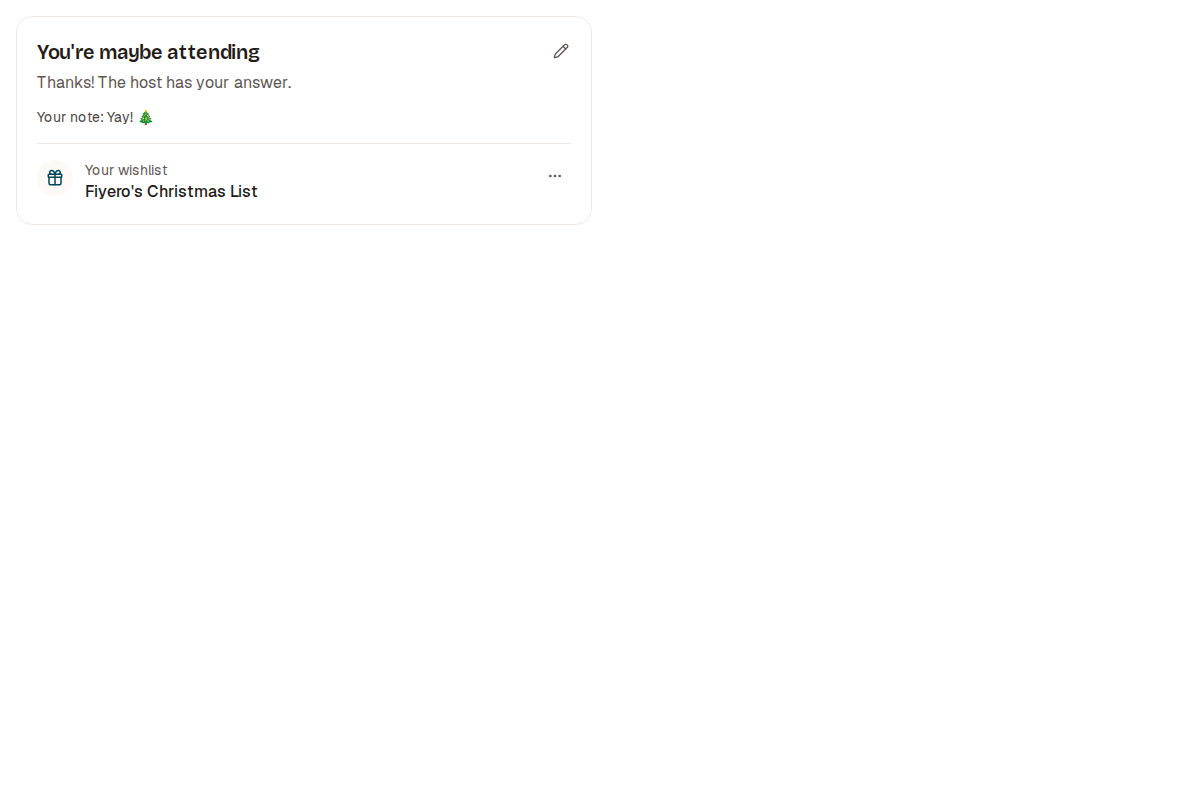 You're maybe attending
Thanks! The host has your answer.
Your note: Yay! 🎄
Your wishlist
Fiyero's Christmas List